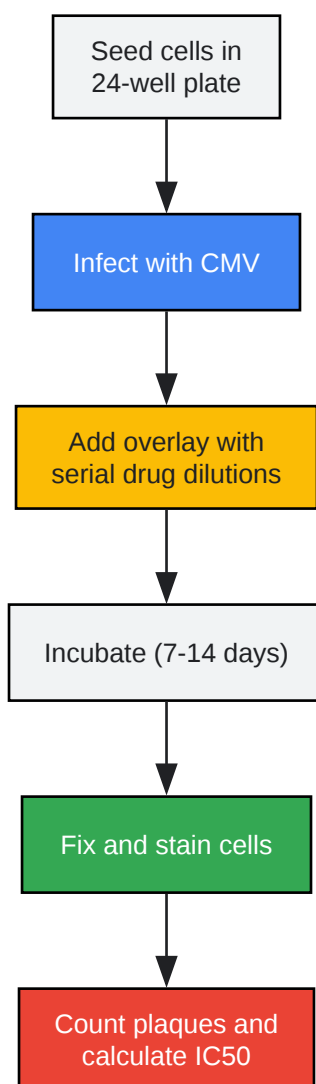 Seed cells in
24-well plate
Infect with CMV
Add overlay with
serial drug dilutions
Incubate (7-14 days)
Fix and stain cells
Count plaques and
calculate IC50